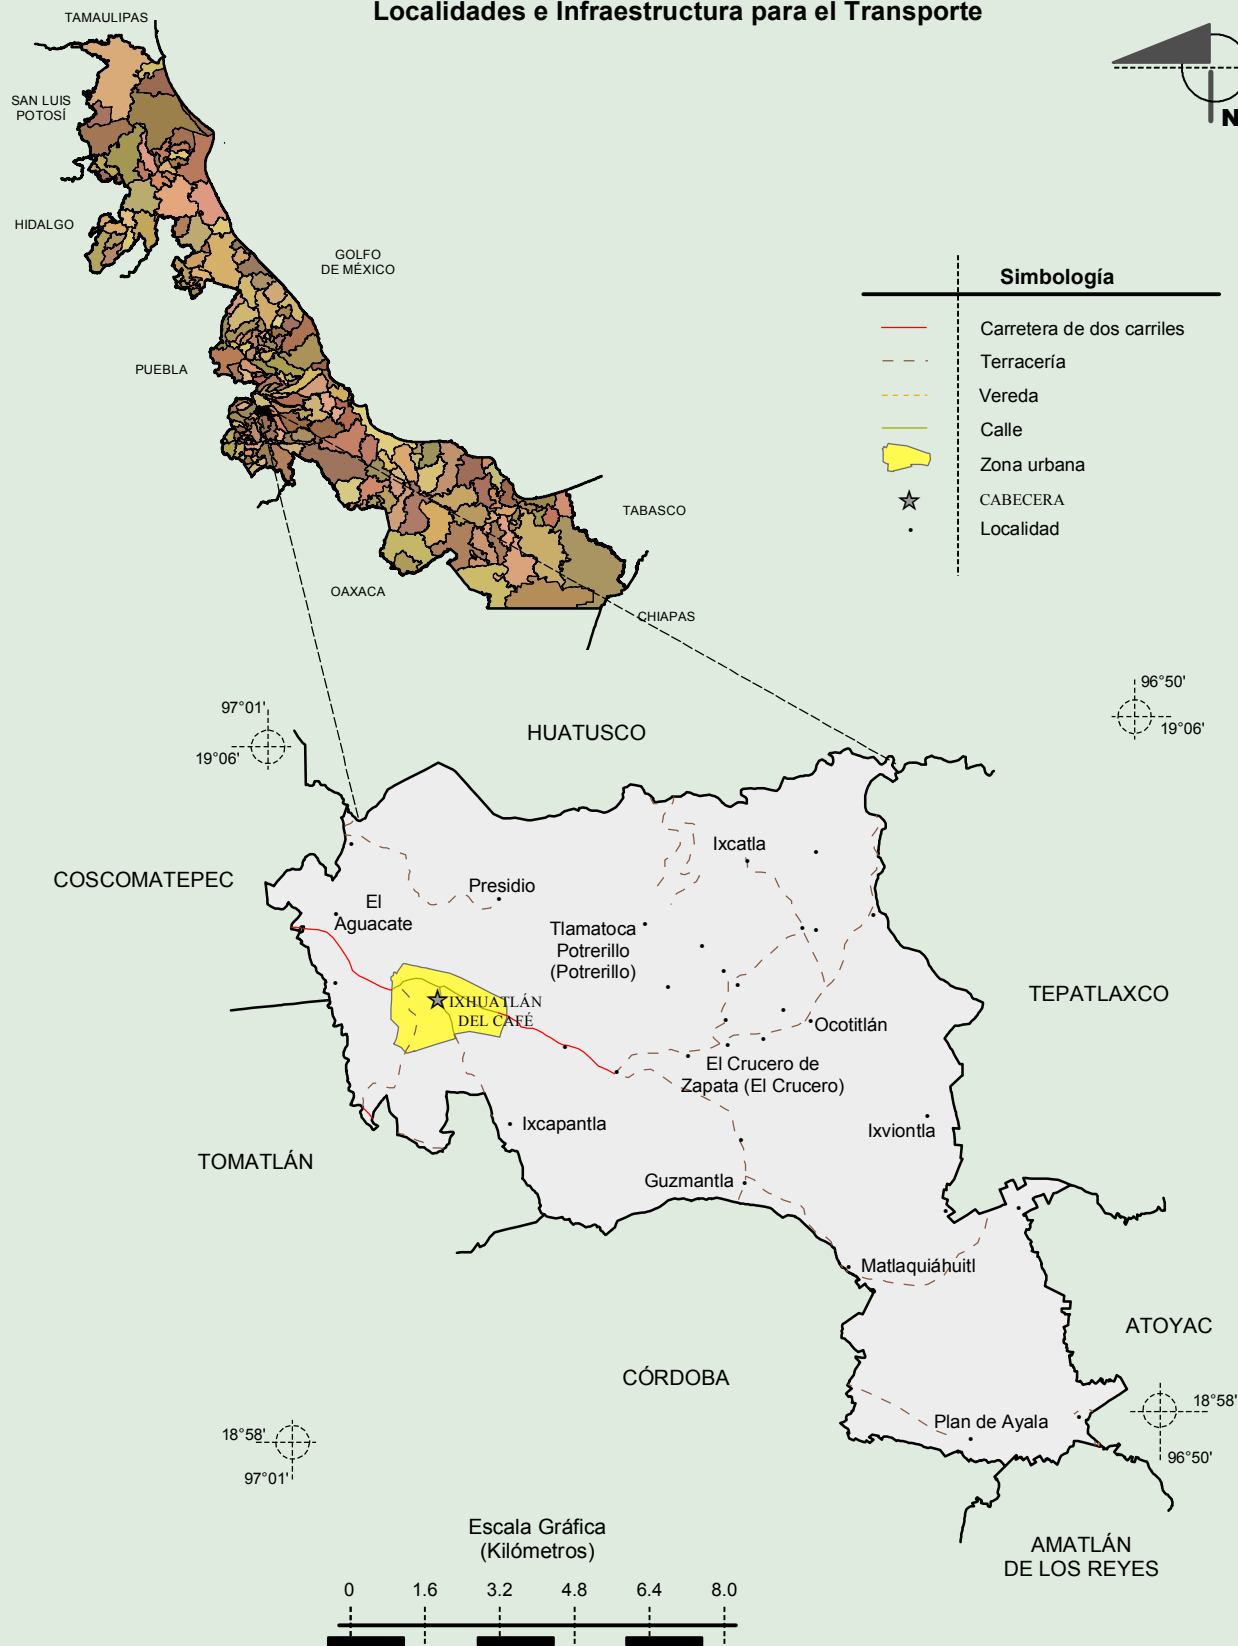 Localidades e Infraestructura para el Transporte
TAMAULIPAS
SAN LUIS
POTOSÍ
HIDALGO
GOLFO
DE MÉXICO
PUEBLA
TABASCO
OAXACA
CHIAPAS
N
Simbología
Carretera de dos carriles
Terracería
Vereda
Calle
Zona urbana
CABECERA
Localidad
97°01'
19°06'
96°50'
19°06'
HUATUSCO
COSCOMATEPEC
Ixcatla
Presidio
El
Aguacate
Tlamatoca
Potrerillo
(Potrerillo)
IXHUATLÁN
DEL CAFÉ
TEPATLAXCO
Ocotitlán
El Crucero de
Zapata (El Crucero)
Ixcapantla
Ixviontla
TOMATLÁN
Guzmantla
Matlaquiáhuitl
ATOYAC
CÓRDOBA
Plan de Ayala
18°58'
97°01'
18°58'
96°50'
AMATLÁN
DE LOS REYES
Escala Gráfica
(Kilómetros)
0 1.6 3.2 4.8 6.4 8.0